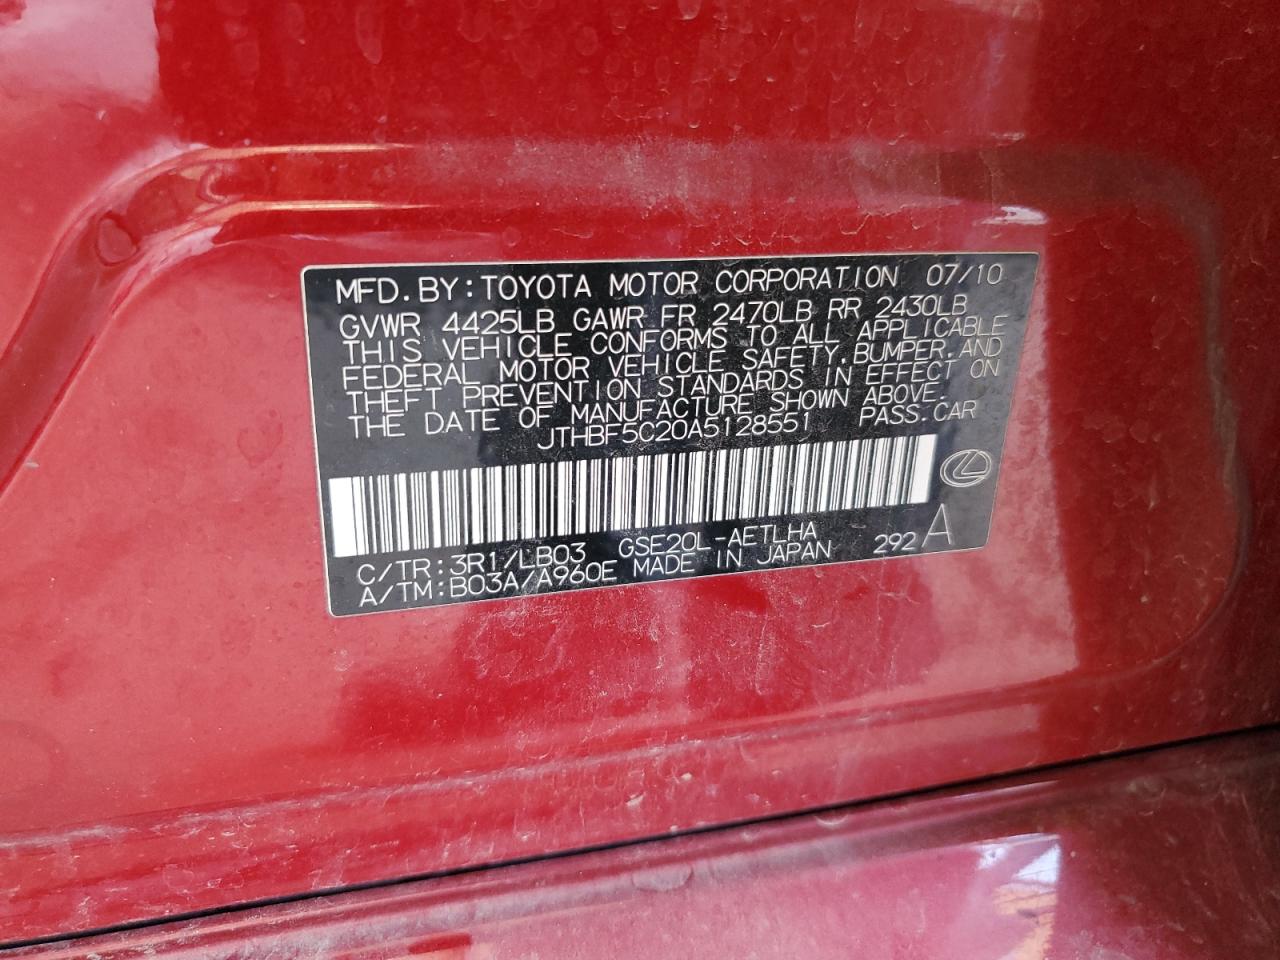 MFD. BY: TOYOTA MOTOR CORPORATION 07/10
GVWR 4425LB GAWR FR 2470LB RR 2430LB
THIS VEHICLE CONFORMS TO ALL APPLICABLE
FEDERAL MOTOR VEHICLE SAFETY, BUMPER, AND
THEFT PREVENTION STANDARDS IN EFFECT ON
THE DATE OF MANUFACTURE SHOWN ABOVE.
JTHBF5C20A5128551 PASS. CAR
C/TR: 3R1/LB03 GSE20L-AETLHA
A/TM: B03A/A960E MADE IN JAPAN 292 A